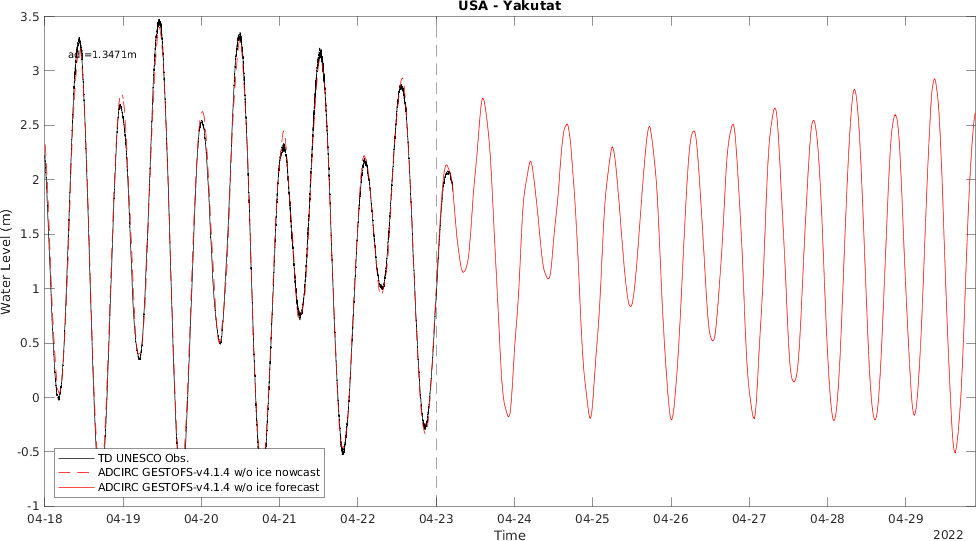 USA - Yakutat
3.5
3
2.5
2
1.5
1
0.5
0
-0.5
-1
Water Level (m)
=1.3471m
TD UNESCO Obs.
ADCIRC GESTOFS-v4.1.4 w/o ice nowcast
ADCIRC GESTOFS-v4.1.4 w/o ice forecast
04-18 04-19 04-20 04-21 04-22 04-23 04-24 04-25 04-26 04-27 04-28 04-29
Time
2022